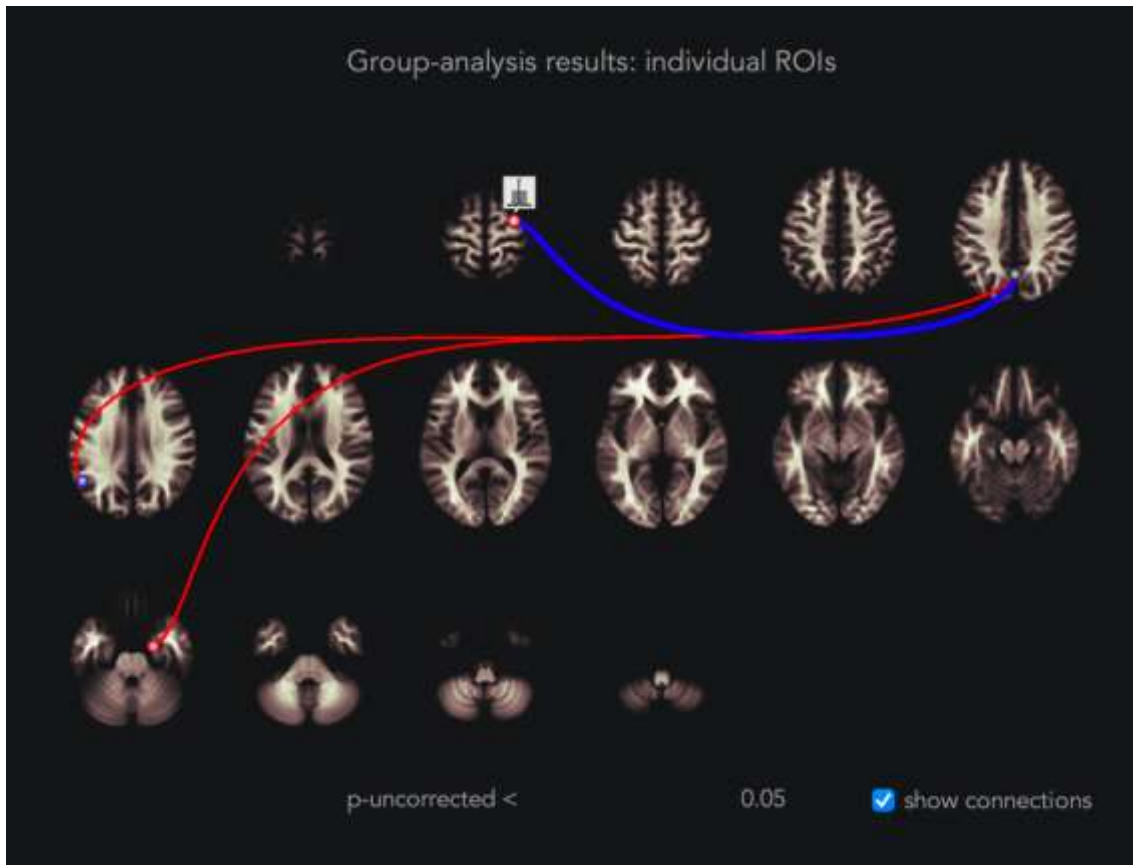 Group-analysis results: individual ROIs
p-uncorrected < 0.05 show connections